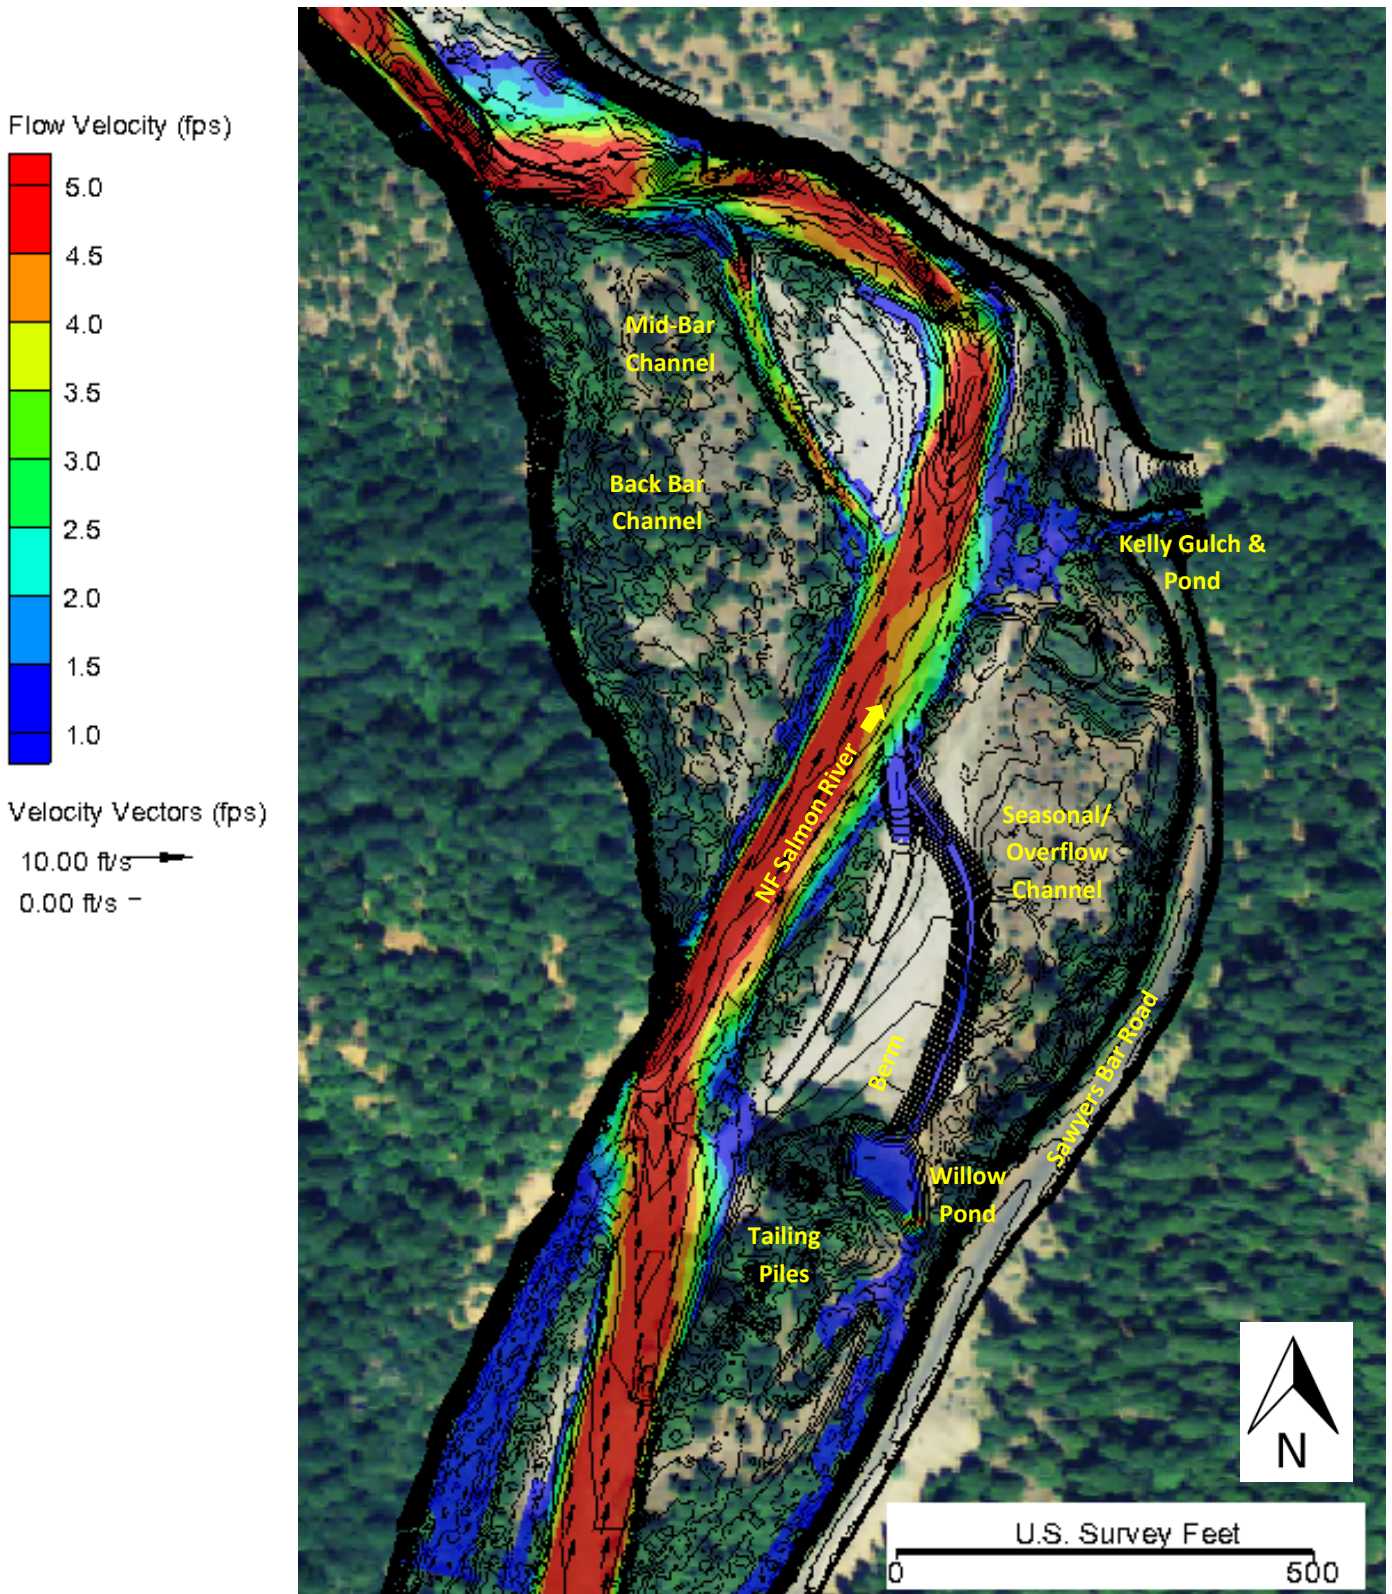 Flow Velocity (fps)
5.0
4.5
4.0
3.5
3.0
2.5
2.0
1.5
1.0
Velocity Vectors (fps)
10.00 ft/s
0.00 ft/s
Mid-Bar
Channel
Back Bar
Channel
Kelly Gulch &
Pond
NF Salmon River
Seasonal/
Overflow
Channel
Berm
Sawyers Bar Road
Willow
Pond
Tailing
Piles
N
U.S. Survey Feet
0 500